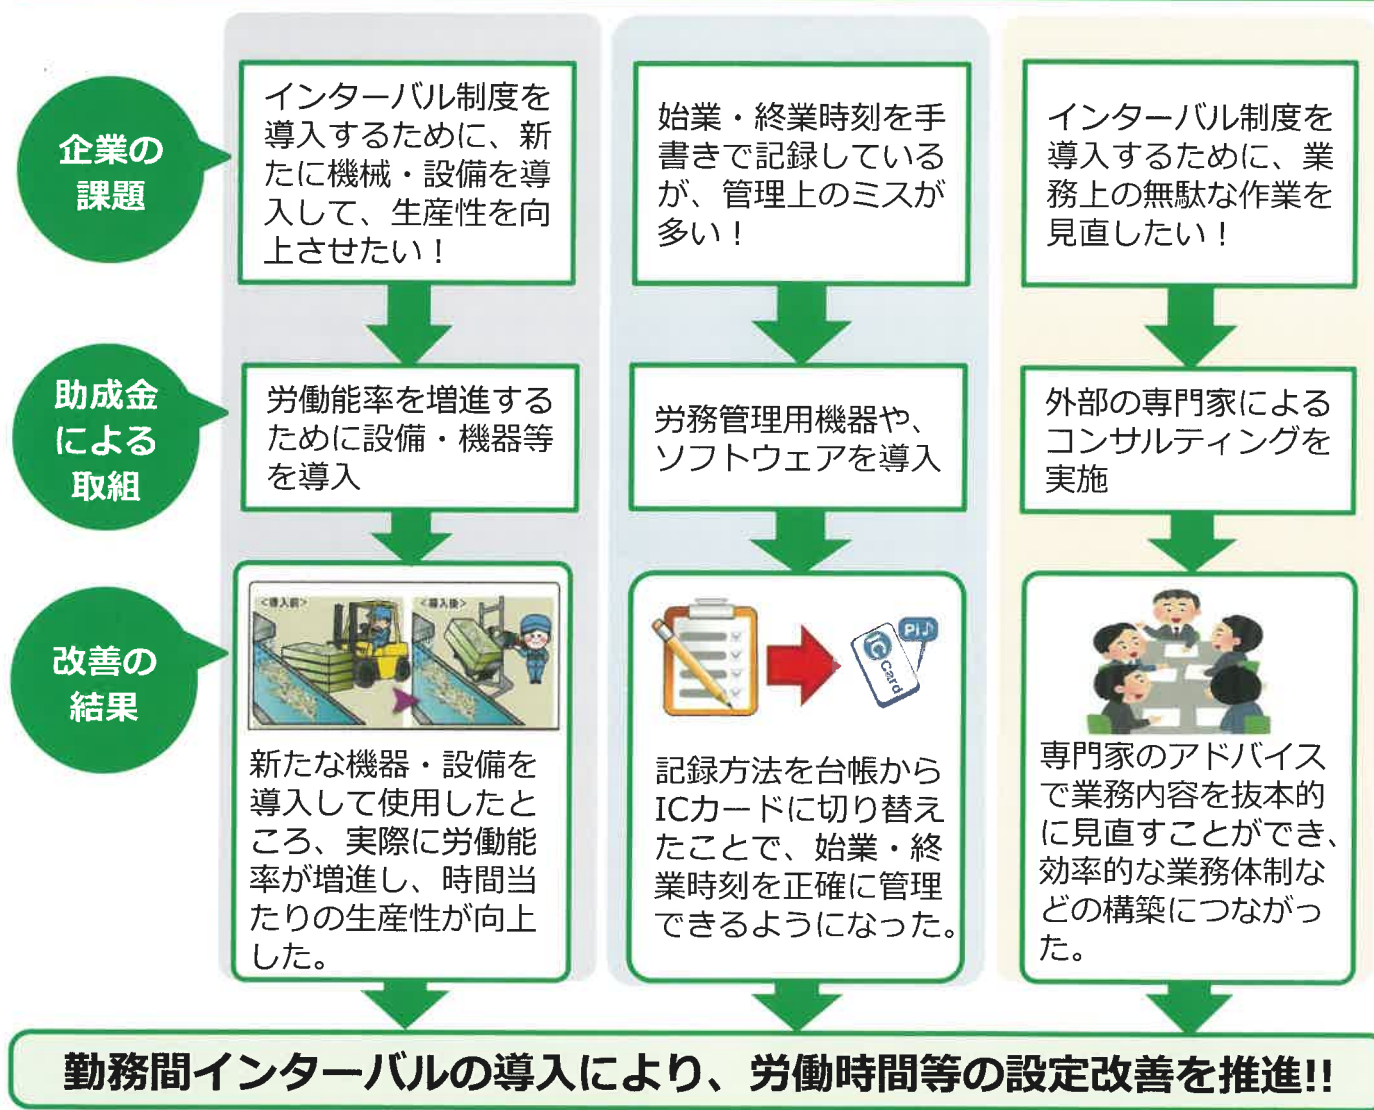 企業の
課題
インターバル制度を
導入するために、新
たに機械・設備を導
入して、生産性を向
上させたい！
始業・終業時刻を手
書きで記録している
が、管理上のミスが
多い！
インターバル制度を
導入するために、業
務上の無駄な作業を
見直したい！
助成金
による
取組
労働能率を増進する
ために設備・機器等
を導入
労務管理用機器や、
ソフトウェアを導入
外部の専門家による
コンサルティングを
実施
改善の
結果
<導入前>
<導入後>
新たな機器・設備を
導入して使用したと
ころ、実際に労働能
率が増進し、時間当
たりの生産性が向上
した。
IC Card
Pi♪
記録方法を台帳から
ICカードに切り替え
たことで、始業・終
業時刻を正確に管理
できるようになった。
専門家のアドバイス
で業務内容を抜本的
に見直すことができ、
効率的な業務体制な
どの構築につながっ
た。
勤務間インターバルの導入により、労働時間等の設定改善を推進!!